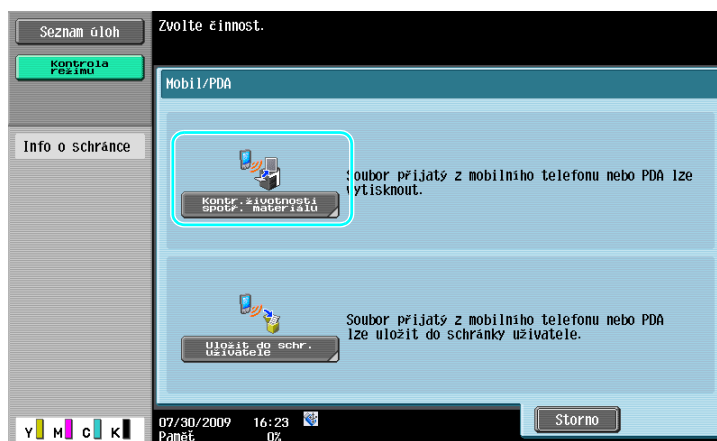 Seznam úloh
Zvolte činnost.
Kontrola
režimu
Mobil/PDA
Info o schránce
Soubor přijatý z mobilního telefonu nebo PDA lze
vytisknout.
Kontr.životnosti
spotř. materiálu
Soubor přijatý z mobilního telefonu nebo PDA
lze uložit do schránky uživatele.
Uložit do schr.
uživatele
Y M C K
07/30/2009 16:23
Paměť 0%
Storno